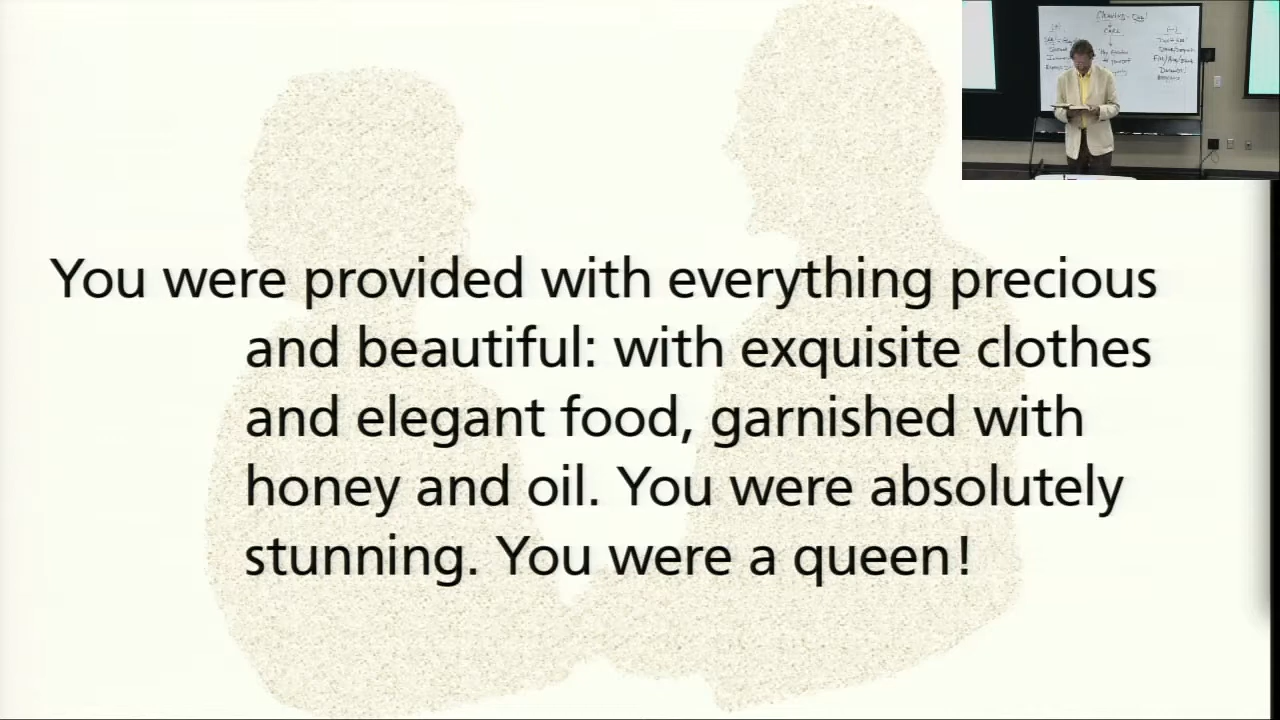 You were provided with everything precious
and beautiful: with exquisite clothes
and elegant food, garnished with
honey and oil. You were absolutely
stunning. You were a queen!
CARE